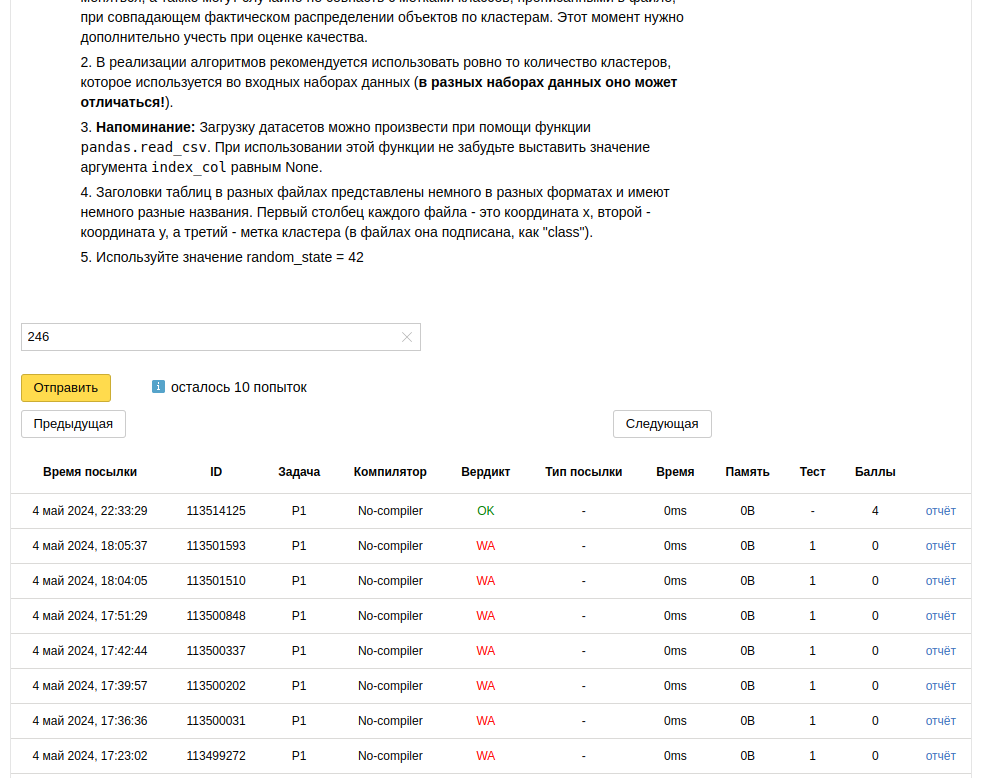 меняться, а также могут случайно не совпасть с метками классов, прописанными в файле,
при совпадающем фактическом распределении объектов по кластерам. Этот момент нужно
дополнительно учесть при оценке качества.
2. В реализации алгоритмов рекомендуется использовать ровно то количество кластеров,
которое используется во входных наборах данных (в разных наборах данных оно может
отличаться!).
3. Напоминание: Загрузку датасетов можно произвести при помощи функции
pandas.read_csv. При использовании этой функции не забудьте выставить значение
аргумента index_col равным None.
4. Заголовки таблиц в разных файлах представлены немного в разных форматах и имеют
немного разные названия. Первый столбец каждого файла - это координата x, второй -
координата y, а третий - метка кластера (в файлах она подписана, как "class").
5. Используйте значение random_state = 42
246
Отправить осталось 10 попыток
Предыдущая Следующая
Время посылки ID Задача Компилятор Вердикт Тип посылки Время Память Тест Баллы
4 май 2024, 22:33:29 113514125 P1 No-compiler OK - 0ms 0B - 4 отчёт
4 май 2024, 18:05:37 113501593 P1 No-compiler WA - 0ms 0B 1 0 отчёт
4 май 2024, 18:04:05 113501510 P1 No-compiler WA - 0ms 0B 1 0 отчёт
4 май 2024, 17:51:29 113500848 P1 No-compiler WA - 0ms 0B 1 0 отчёт
4 май 2024, 17:42:44 113500337 P1 No-compiler WA - 0ms 0B 1 0 отчёт
4 май 2024, 17:39:57 113500202 P1 No-compiler WA - 0ms 0B 1 0 отчёт
4 май 2024, 17:36:36 113500031 P1 No-compiler WA - 0ms 0B 1 0 отчёт
4 май 2024, 17:23:02 113499272 P1 No-compiler WA - 0ms 0B 1 0 отчёт